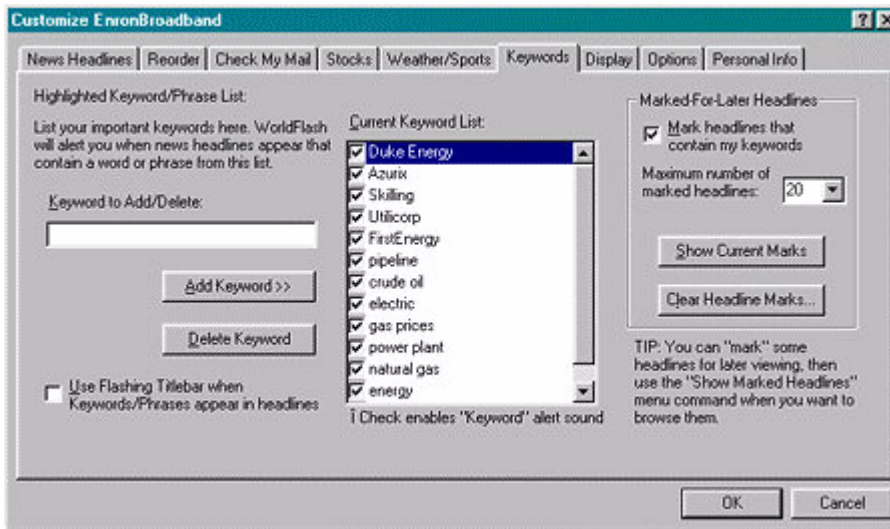 Customize EnronBroadband
News Headlines Reorder Check My Mail Stocks Weather/Sports Keywords Display Options Personal Info
Highlighted Keyword/Phrase List:
List your important keywords here. WorldFlash
will alert you when news headlines appear that
contain a word or phrase from this list.
Keyword to Add/Delete:
Add Keyword >>
Delete Keyword
Use Flashing Titlebar when
Keywords/Phrases appear in headlines
Current Keyword List:
Duke Energy
Azurix
Skilling
Utilicorp
FirstEnergy
pipeline
crude oil
electric
gas prices
power plant
natural gas
energy
Check enables "Keyword" alert sound
Marked-For-Later Headlines
Mark headlines that
contain my keywords
Maximum number of
marked headlines: 20
Show Current Marks
Clear Headline Marks...
TIP: You can "mark" some
headlines for later viewing, then
use the "Show Marked Headlines"
menu command when you want to
browse them.
OK Cancel